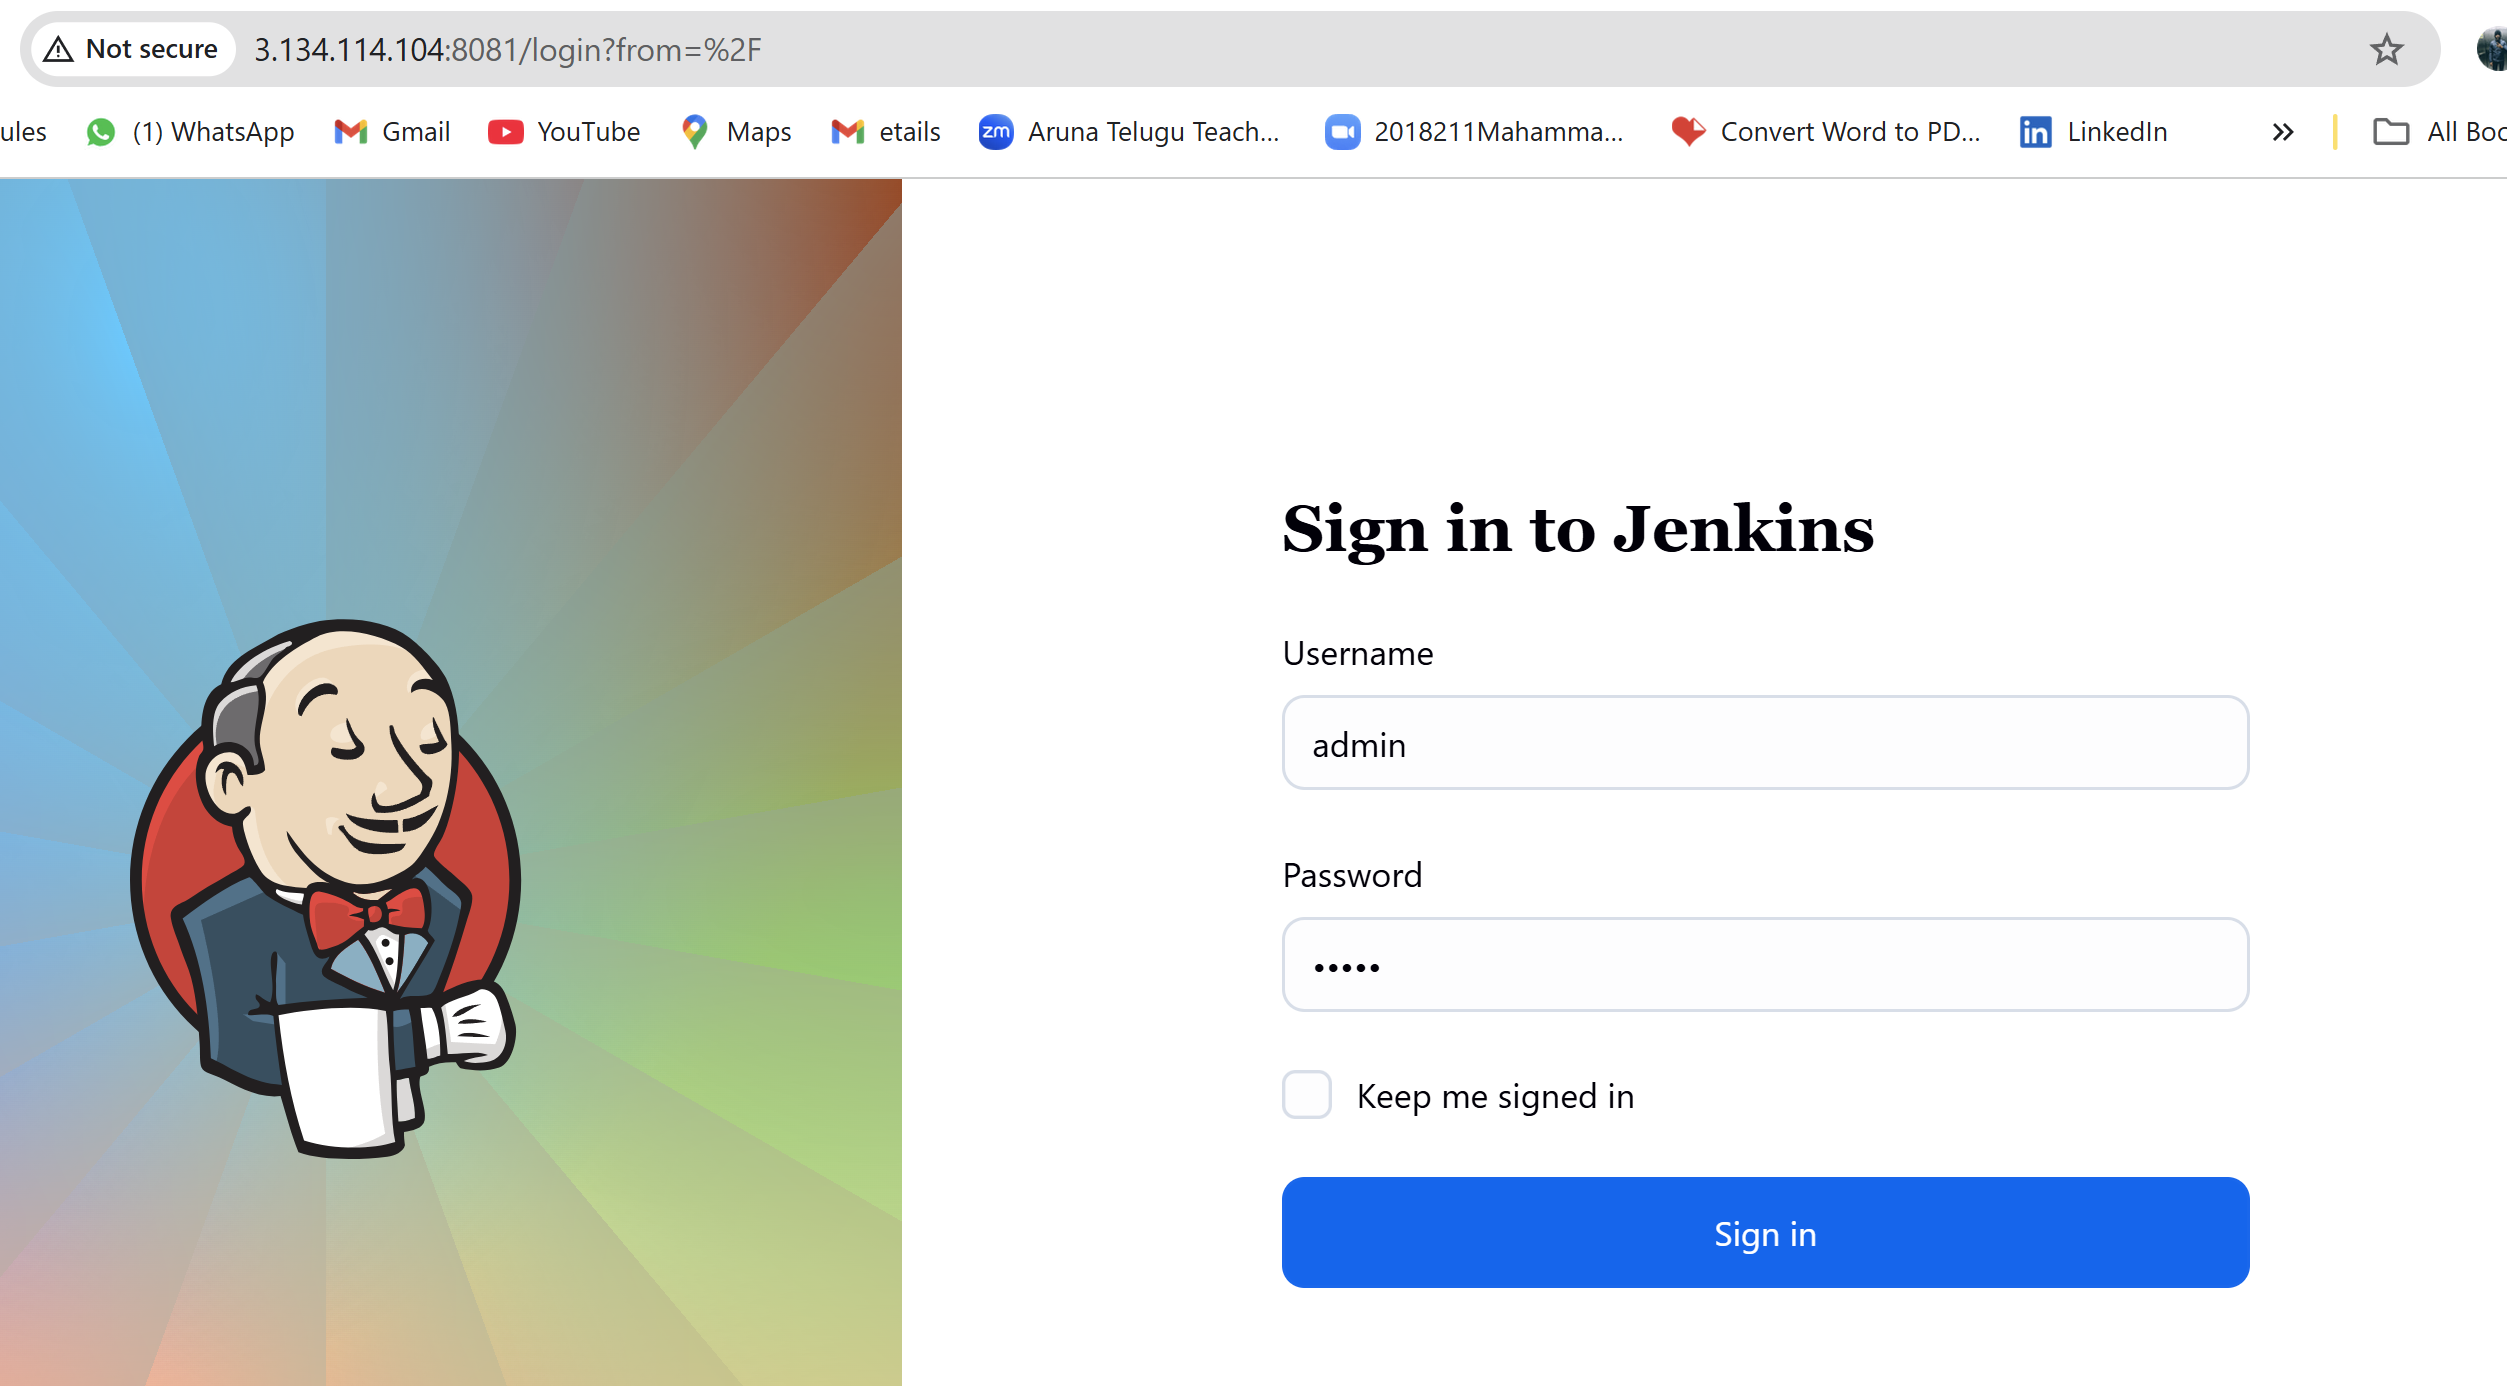 Not secure 3.134.114.104:8081/login?from=%2F
ules (1) WhatsApp Gmail YouTube Maps etails zm Aruna Telugu Teach... 2018211Mahamma... Convert Word to PD... in LinkedIn » All Boo
Sign in to Jenkins
Username
admin
Password
•••••
Keep me signed in
Sign in